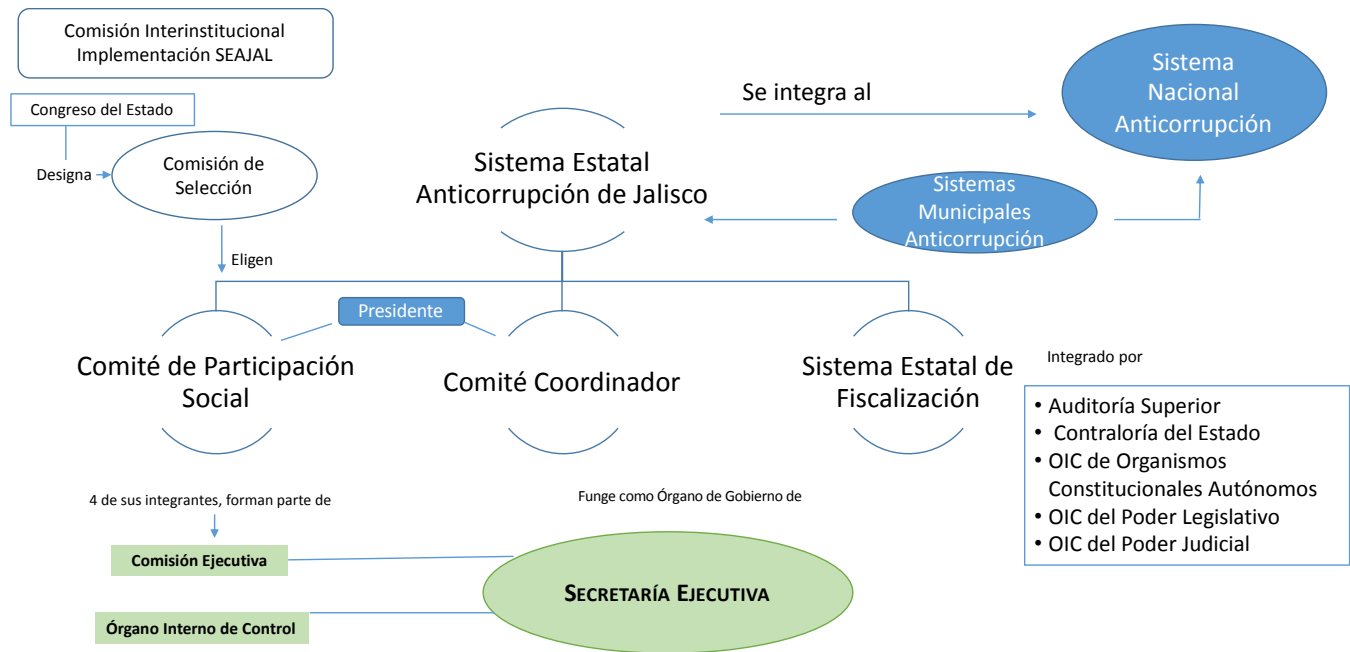 Comisión Interinstitucional
Implementación SEAJAL
Congreso del Estado
Designa
Comisión de
Selección
Eligen
Sistema Estatal
Anticorrupción de Jalisco
Se integra al
Sistema
Nacional
Anticorrupción
Sistemas
Municipales
Anticorrupción
Presidente
Comité de Participación
Social
Comité Coordinador
Sistema Estatal de
Fiscalización
Integrado por
• Auditoría Superior
• Contraloría del Estado
• OIC de Organismos
Constitucionales Autónomos
• OIC del Poder Legislativo
• OIC del Poder Judicial
4 de sus integrantes, forman parte de
Funge como Órgano de Gobierno de
Comisión Ejecutiva
Órgano Interno de Control
SECRETARÍA EJECUTIVA